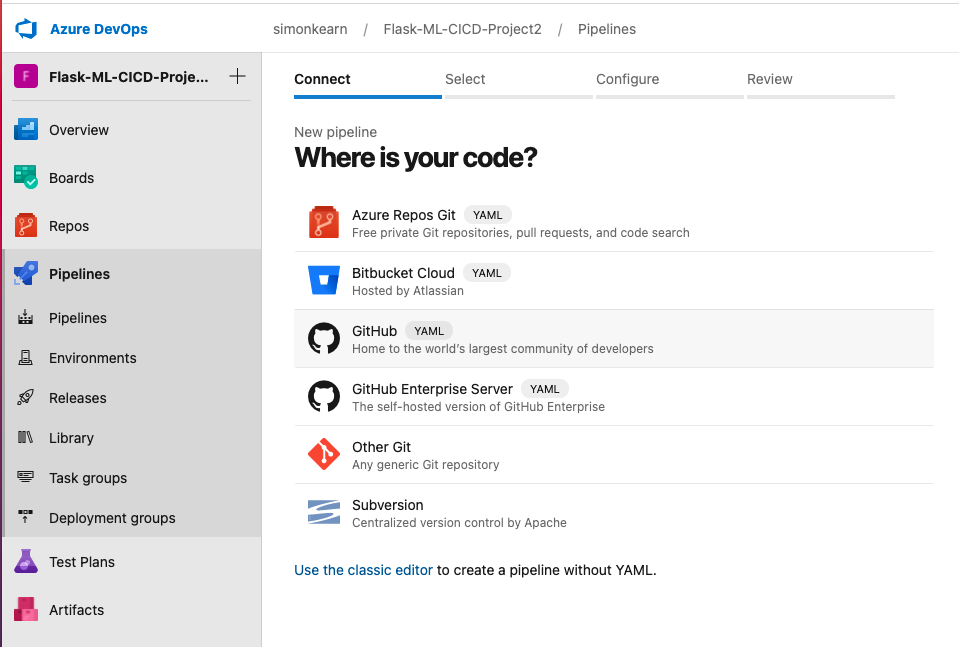 Azure DevOps
simonkearn / Flask-ML-CICD-Project2 / Pipelines
F Flask-ML-CICD-Proje... +
Overview
Boards
Repos
Pipelines
Pipelines
Environments
Releases
Library
Task groups
Deployment groups
Test Plans
Artifacts
Connect Select Configure Review
New pipeline
Where is your code?
Azure Repos Git YAML
Free private Git repositories, pull requests, and code search
Bitbucket Cloud YAML
Hosted by Atlassian
GitHub YAML
Home to the world's largest community of developers
GitHub Enterprise Server YAML
The self-hosted version of GitHub Enterprise
Other Git
Any generic Git repository
Subversion
Centralized version control by Apache
Use the classic editor to create a pipeline without YAML.